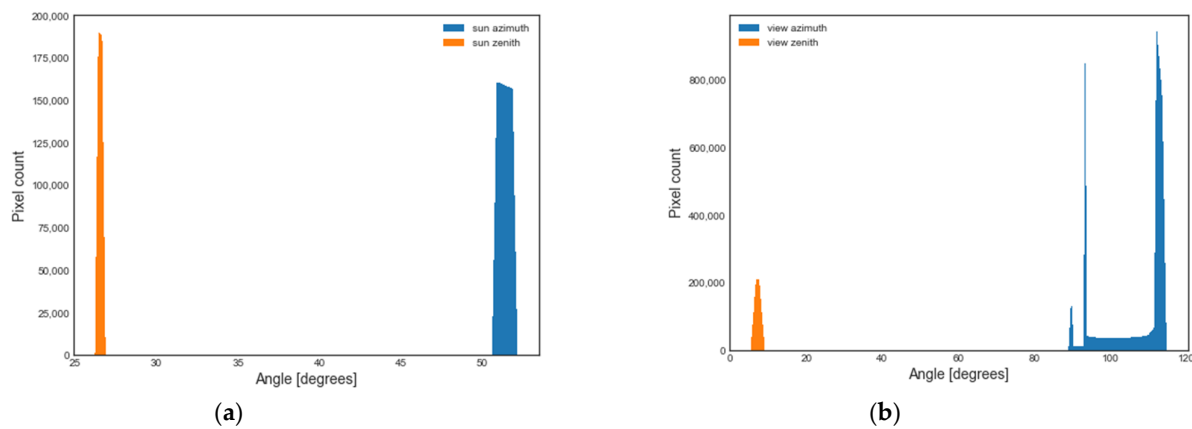 200,000
175,000
150,000
125,000
100,000
75,000
50,000
25,000
0
Pixel count
25
30
35
40
45
50
Angle [degrees]
sun azimuth
sun zenith
(a)
800,000
600,000
400,000
200,000
0
Pixel count
0
20
40
60
80
100
120
Angle [degrees]
view azimuth
view zenith
(b)